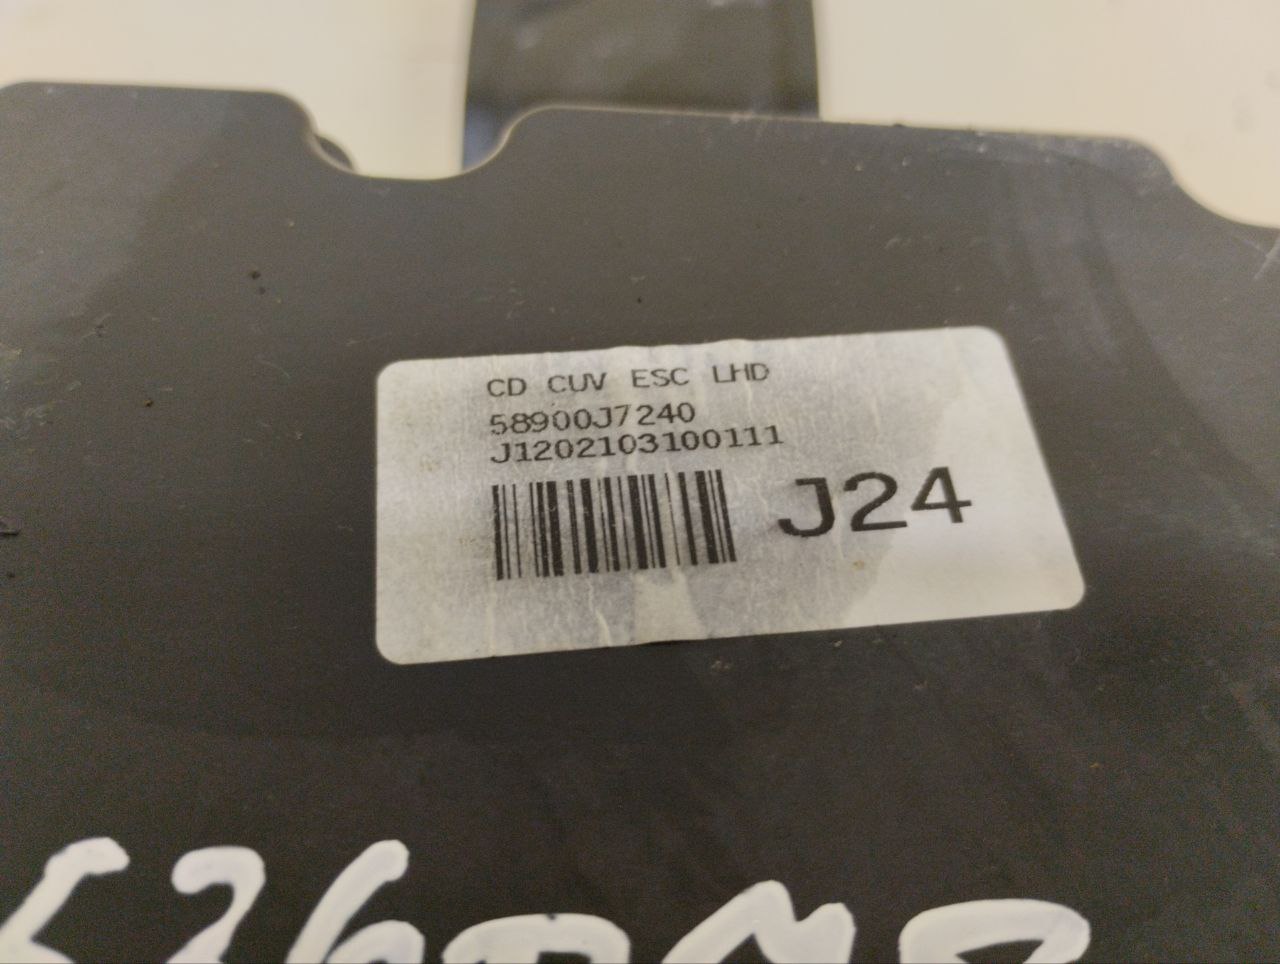 CD CUV ESC LHD
58900J7240
J1202103100111
J24